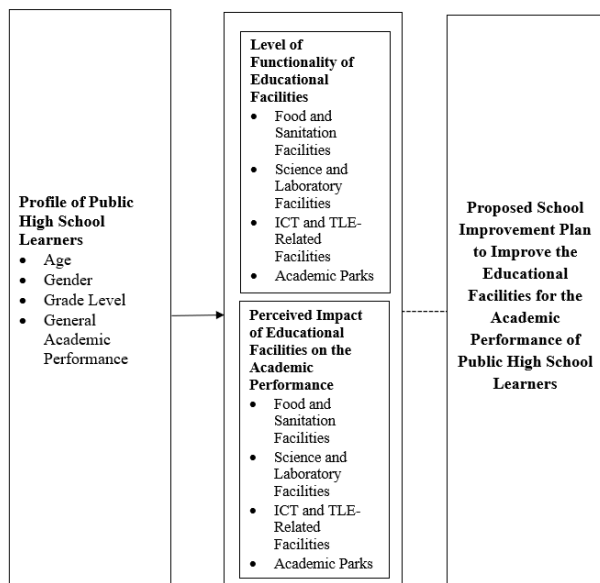 Profile of Public
High School
Learners
• Age
• Gender
• Grade Level
• General
Academic
Performance
Level of
Functionality of
Educational
Facilities
• Food and
Sanitation
Facilities
• Science and
Laboratory
Facilities
• ICT and TLE-
Related
Facilities
• Academic Parks
Perceived Impact
of Educational
Facilities on the
Academic
Performance
• Food and
Sanitation
Facilities
• Science and
Laboratory
Facilities
• ICT and TLE-
Related
Facilities
• Academic Parks
Proposed School
Improvement Plan
to Improve the
Educational
Facilities for the
Academic
Performance of
Public High School
Learners